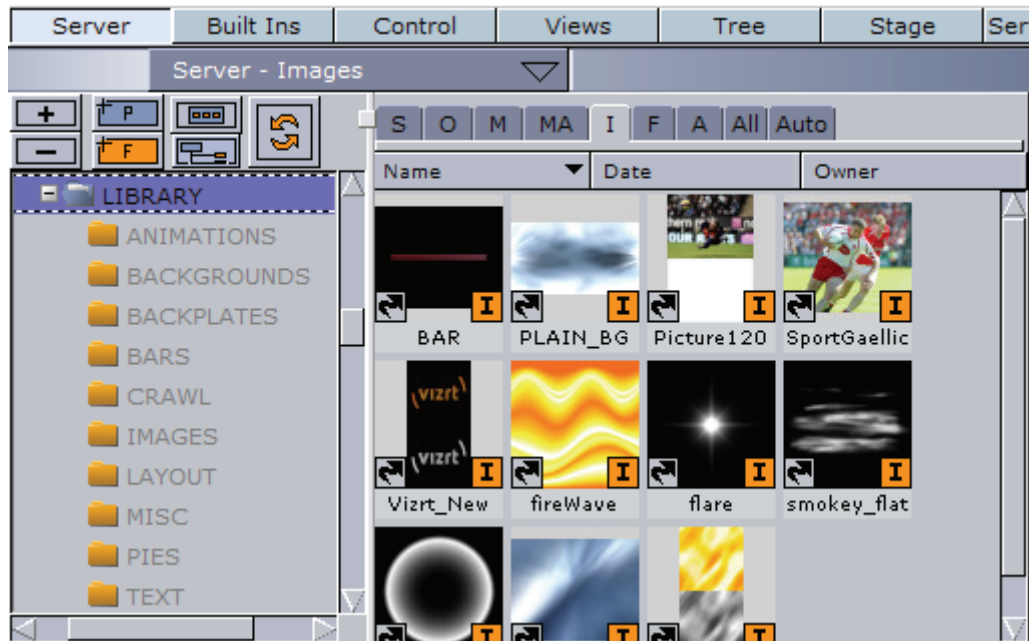 Server Built Ins Control Views Tree Stage Ser
Server - Images
+ P
- F
S O M MA I F A All Auto
Name Date Owner
LIBRARY
ANIMATIONS
BACKGROUNDS
BACKPLATES
BARS
CRAWL
IMAGES
LAYOUT
MISC
PIES
TEXT
I I I I
BAR PLAIN_BG Picture120 SportGaellic
vizrt
vizrt
I I I I
Vizrt_New fireWave flare smokey_flat
I I I